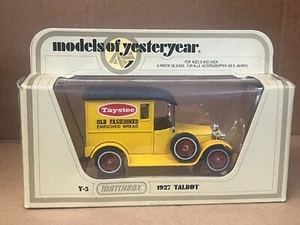 models of yesteryear
FOR AGES 8 AND OVER
Taystee
OLD FASHIONED
ENRICHED BREAD
Y-5 MATCHBOX 1927 TALBOT